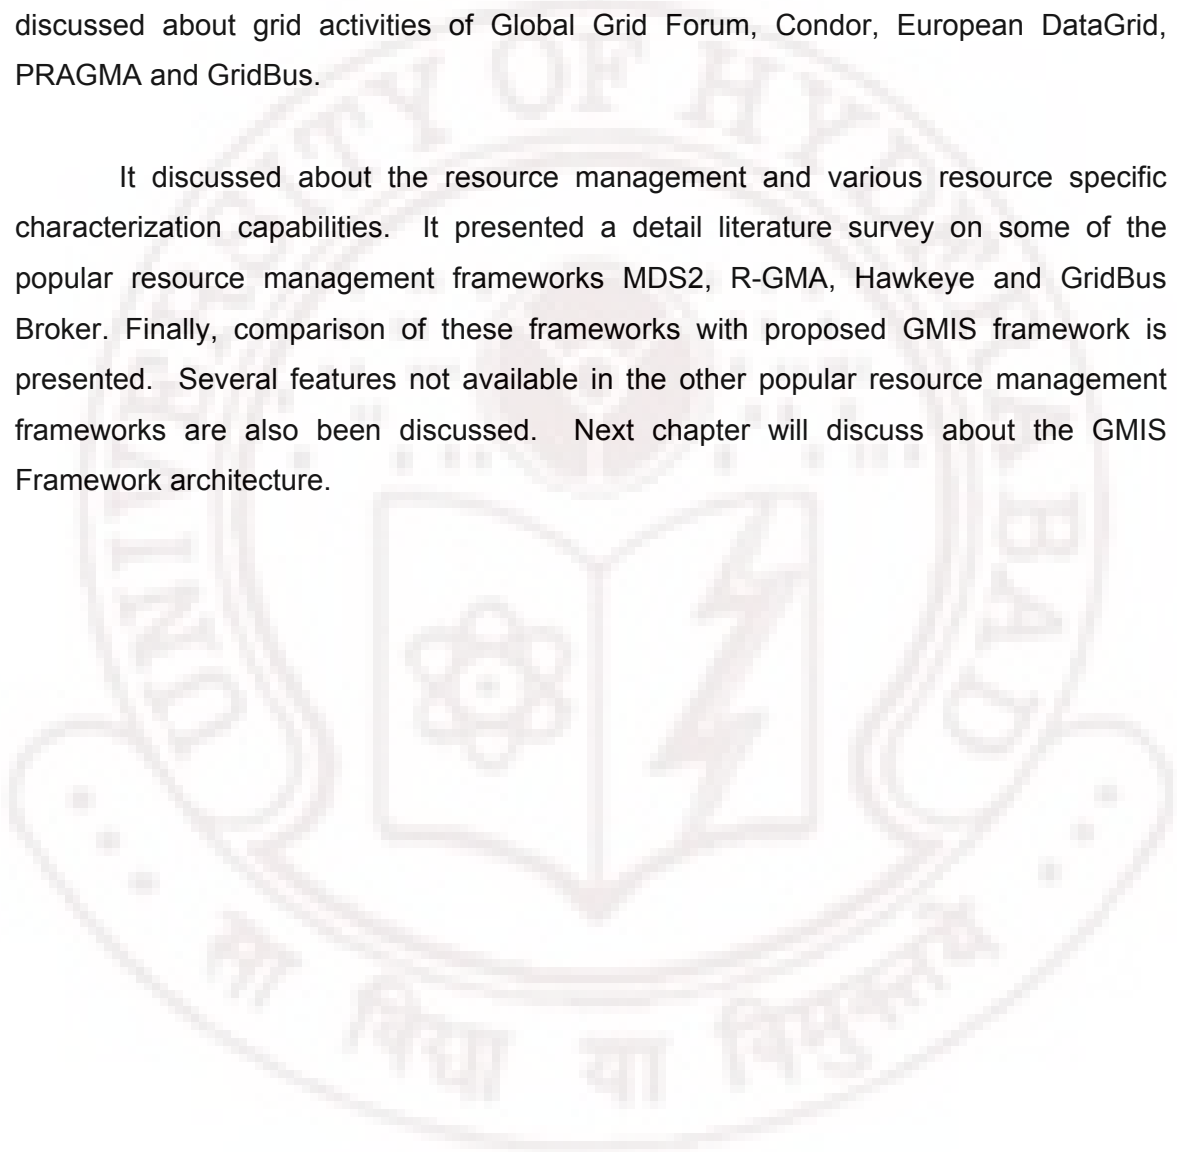 discussed about grid activities of Global Grid Forum, Condor, European DataGrid,
PRAGMA and GridBus.
It discussed about the resource management and various resource specific
characterization capabilities. It presented a detail literature survey on some of the
popular resource management frameworks MDS2, R-GMA, Hawkeye and GridBus
Broker. Finally, comparison of these frameworks with proposed GMIS framework is
presented. Several features not available in the other popular resource management
frameworks are also been discussed. Next chapter will discuss about the GMIS
Framework architecture.
UNIVERSITY OF HYDERABAD
सा विद्या या विमुक्तये